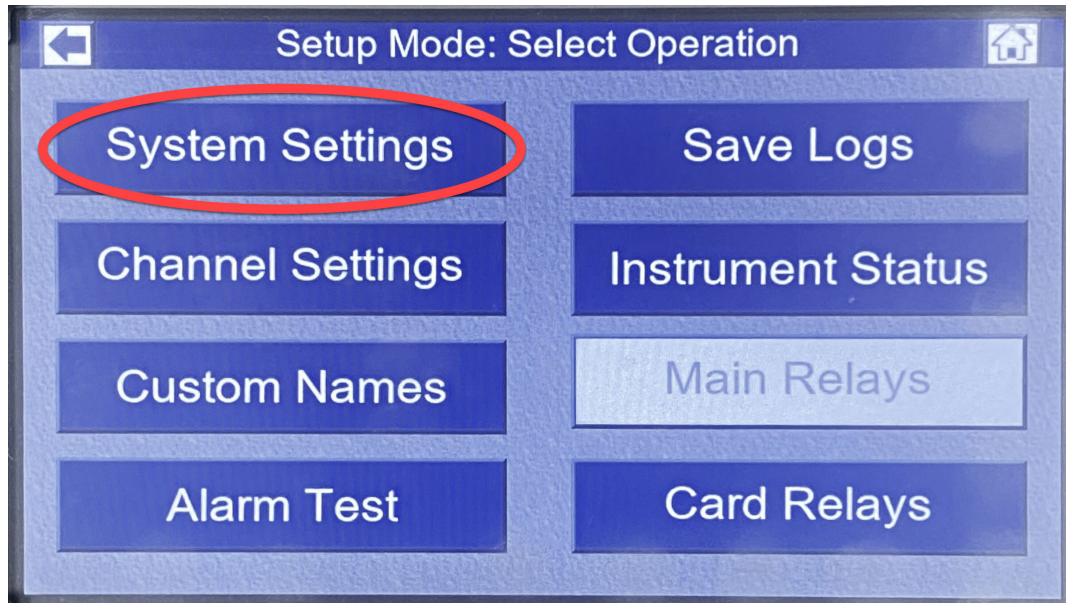 Setup Mode: Select Operation
System Settings
Save Logs
Channel Settings
Instrument Status
Custom Names
Main Relays
Alarm Test
Card Relays